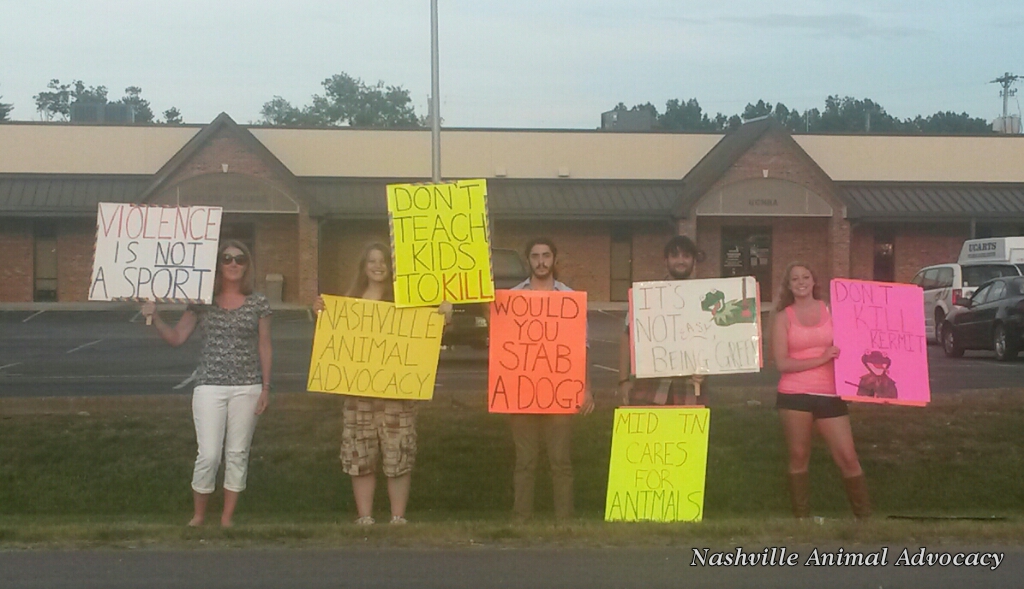 VIOLENCE
IS NOT
A SPORT
DON'T
TEACH
KIDS
TO KILL
NASHVILLE
ANIMAL
ADVOCACY
WOULD
YOU
STAB
A DOG?
IT'S
NOT EASY
BEING GREEN
MID TN
CARES
FOR
ANIMALS
DON'T
KILL
KERMIT
UCARTS
Nashville Animal Advocacy